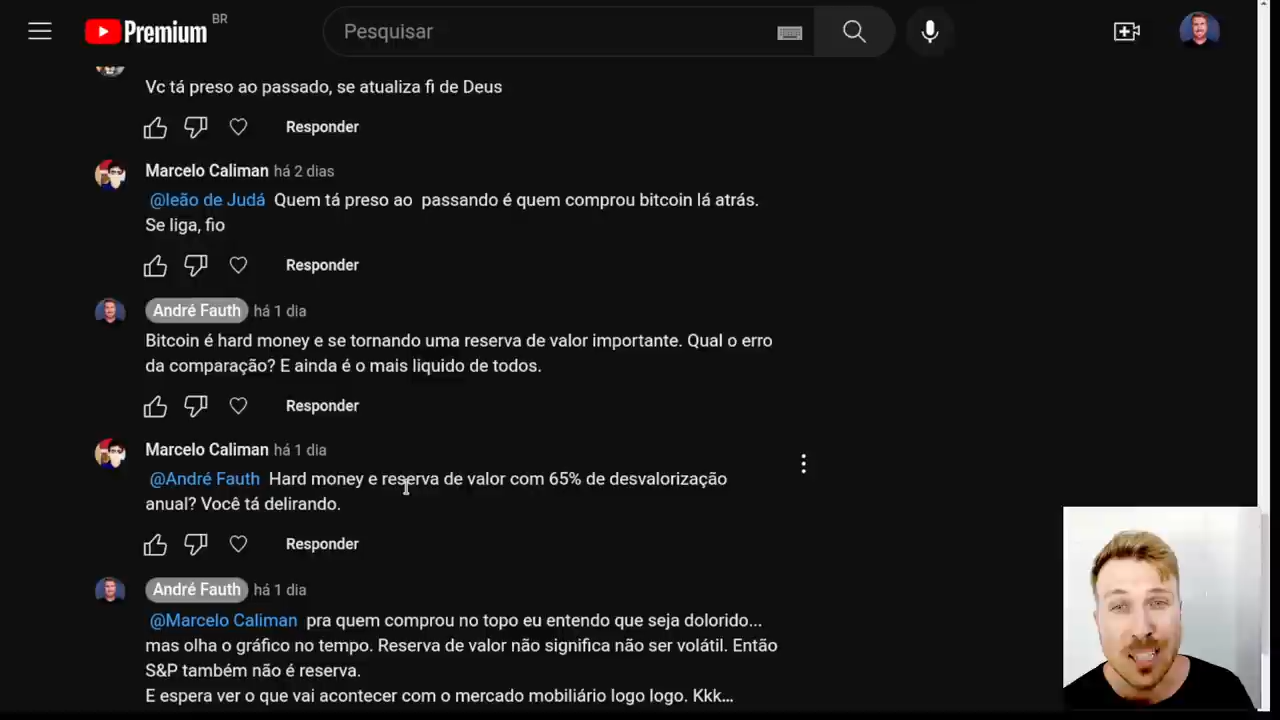 Premium BR
Pesquisar
Vc tá preso ao passado, se atualiza fi de Deus
Responder
Marcelo Caliman há 2 dias
@leão de Judá Quem tá preso ao passando é quem comprou bitcoin lá atrás.
Se liga, fio
Responder
André Fauth há 1 dia
Bitcoin é hard money e se tornando uma reserva de valor importante. Qual o erro
da comparação? E ainda é o mais liquido de todos.
Responder
Marcelo Caliman há 1 dia
@André Fauth Hard money e reserva de valor com 65% de desvalorização
anual? Você tá delirando.
Responder
André Fauth há 1 dia
@Marcelo Caliman pra quem comprou no topo eu entendo que seja dolorido...
mas olha o gráfico no tempo. Reserva de valor não significa não ser volátil. Então
S&P também não é reserva.
E espera ver o que vai acontecer com o mercado mobiliário logo logo. Kkk...